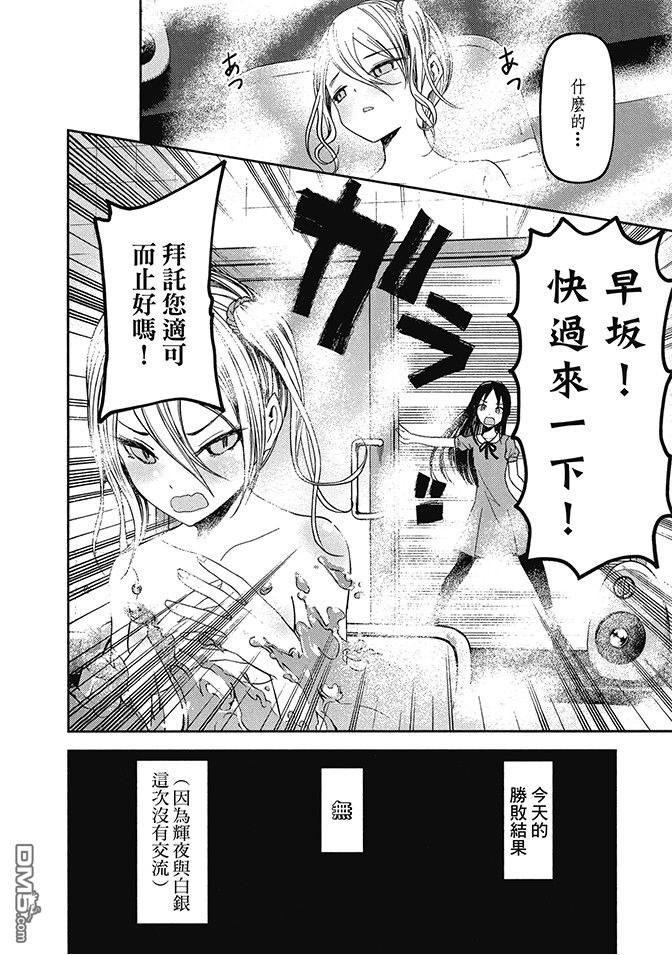 什麼的…
あっ
あっ
早坂！
快過來一下！
ガラッ
拜託您適可
而止好嗎！
今天的
勝敗結果
無
（因為輝夜與白銀
這次沒有交流）
DM5.com